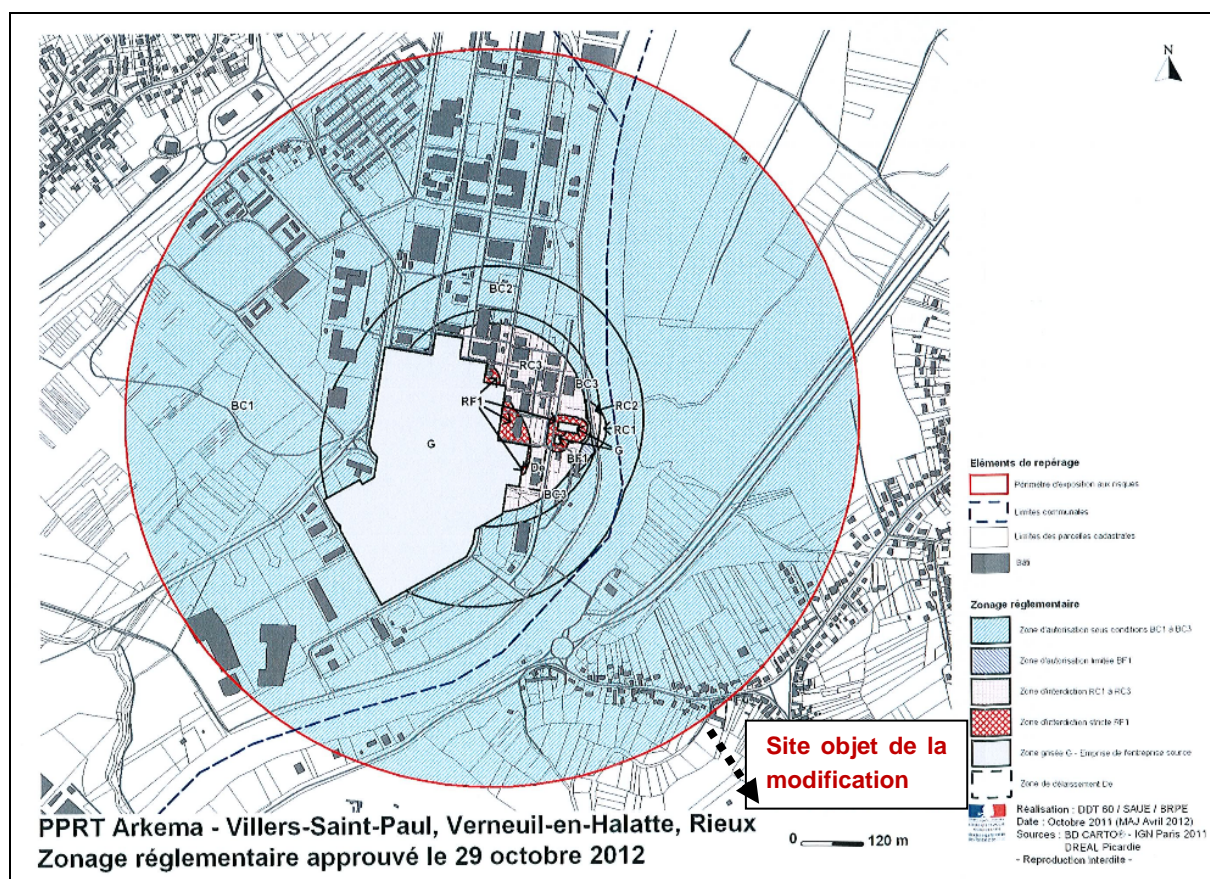 N
BC2
RC3
BC3
RC2
BC1
RF1
RC1
G
G
De
BF1
BC3
Eléments de repérage
Périmètre d'exposition aux risques
Limites communales
Limites des parcelles cadastrales
Bâti
Zonage réglementaire
Zone d'autorisation sous conditions BC1 à BC3
Zone d'autorisation limitée BF1
Zone d'interdiction RC1 à RC3
Zone d'interdiction stricte RF1
Zone grisée G - Emprise de l'entreprise source
Zone de délaissement De
Site objet de la
modification
PPRT Arkema - Villers-Saint-Paul, Verneuil-en-Halatte, Rieux
Zonage réglementaire approuvé le 29 octobre 2012
0 120 m
Réalisation : DDT 60 / SAUE / BRPE
Date : Octobre 2011 (MAJ Avril 2012)
Sources : BD CARTO® - IGN Paris 2011
DREAL Picardie
- Reproduction interdite -